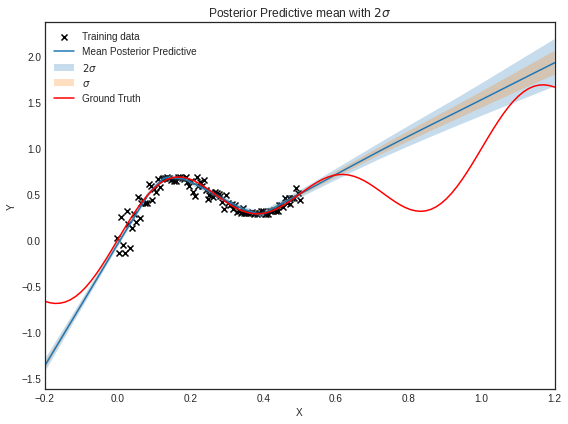 Posterior Predictive mean with 2σ
Training data
Mean Posterior Predictive
2σ
σ
Ground Truth
Y
2.0
1.5
1.0
0.5
0.0
−0.5
−1.0
−1.5
−0.2 0.0 0.2 0.4 0.6 0.8 1.0 1.2
X